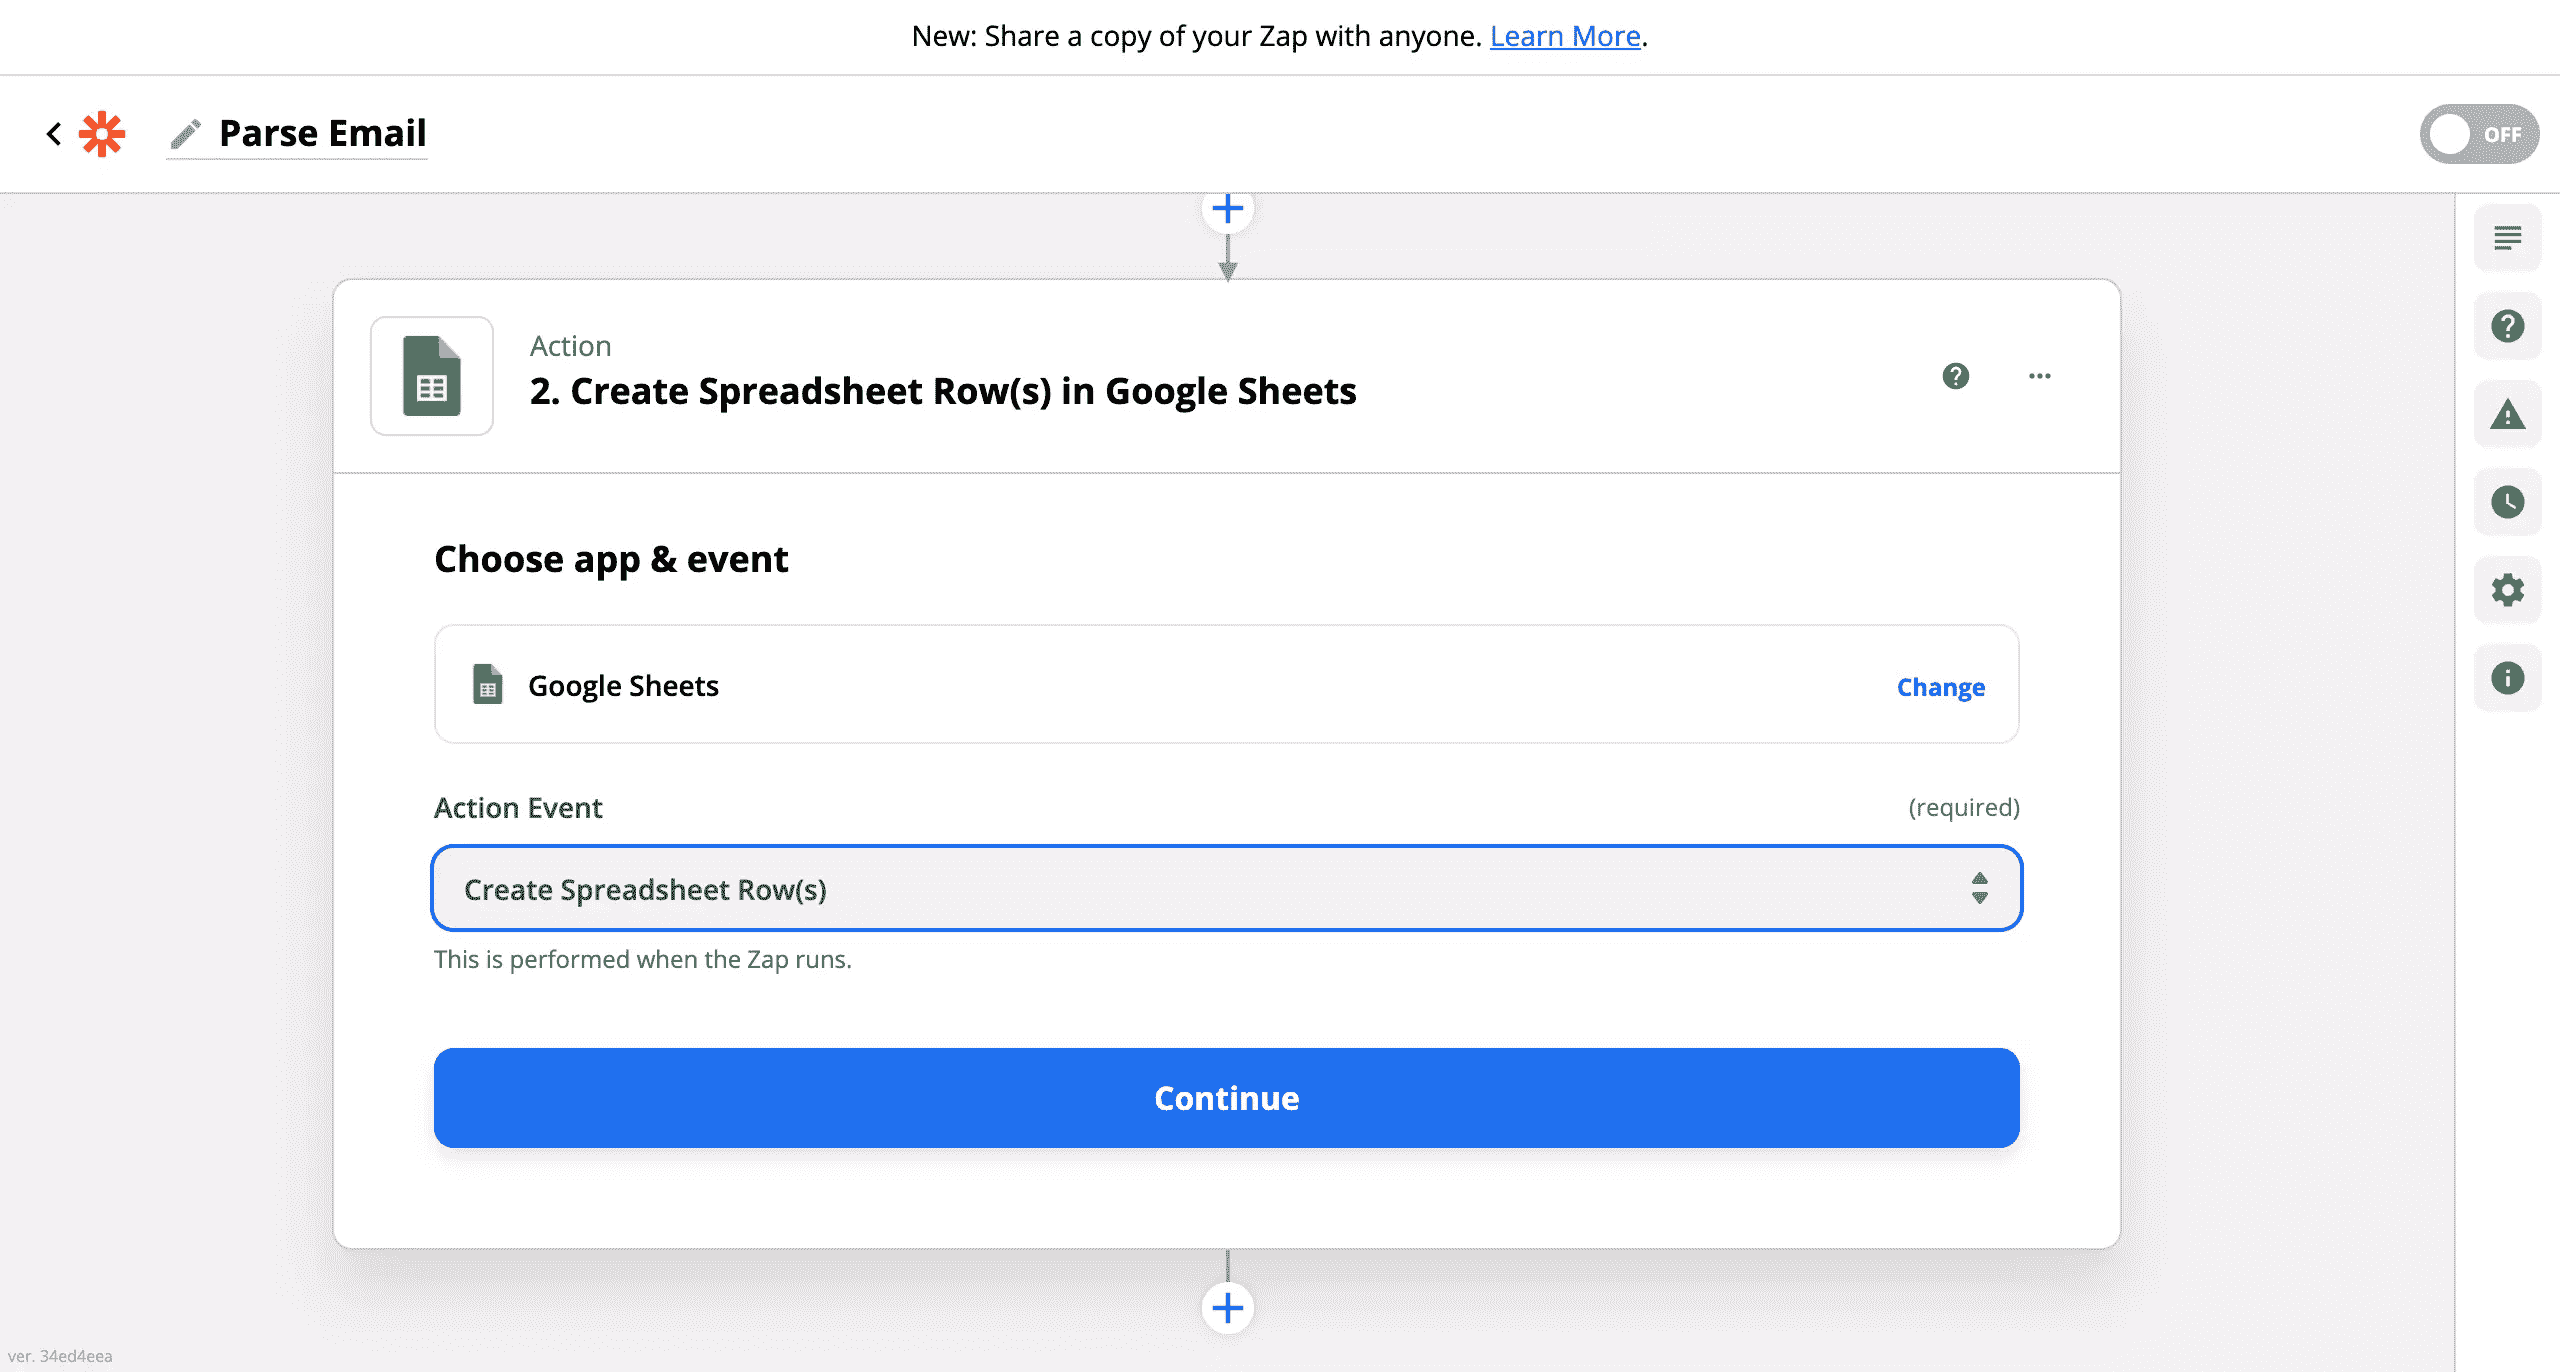 New: Share a copy of your Zap with anyone. Learn More.
Parse Email
OFF
Action
2. Create Spreadsheet Row(s) in Google Sheets
Choose app & event
Google Sheets
Change
Action Event
(required)
Create Spreadsheet Row(s)
This is performed when the Zap runs.
Continue
ver. 34ed4eea